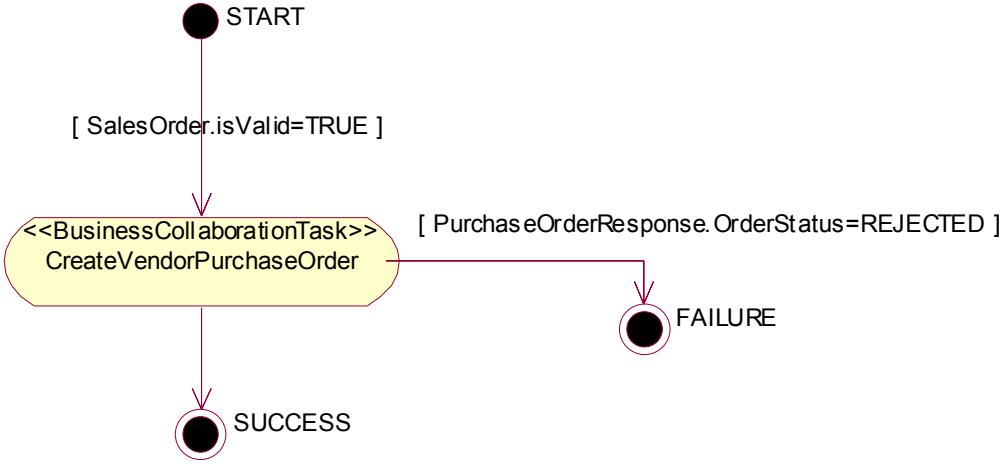 START
[ SalesOrder.isValid=TRUE ]
<<BusinessCollaborationTask>>
CreateVendorPurchaseOrder
[ PurchaseOrderResponse.OrderStatus=REJECTED ]
FAILURE
SUCCESS